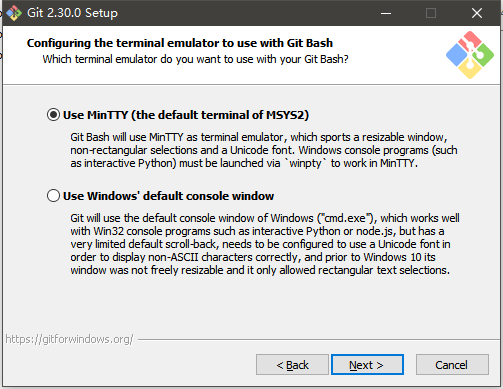 Git 2.30.0 Setup
Configuring the terminal emulator to use with Git Bash
Which terminal emulator do you want to use with your Git Bash?
Use MinTTY (the default terminal of MSYS2)
Git Bash will use MinTTY as terminal emulator, which sports a resizable window,
non-rectangular selections and a Unicode font. Windows console programs (such
as interactive Python) must be launched via `winpty` to work in MinTTY.
Use Windows' default console window
Git will use the default console window of Windows ("cmd.exe"), which works well
with Win32 console programs such as interactive Python or node.js, but has a
very limited default scroll-back, needs to be configured to use a Unicode font in
order to display non-ASCII characters correctly, and prior to Windows 10 its
window was not freely resizable and it only allowed rectangular text selections.
https://gitforwindows.org/
< Back
Next >
Cancel